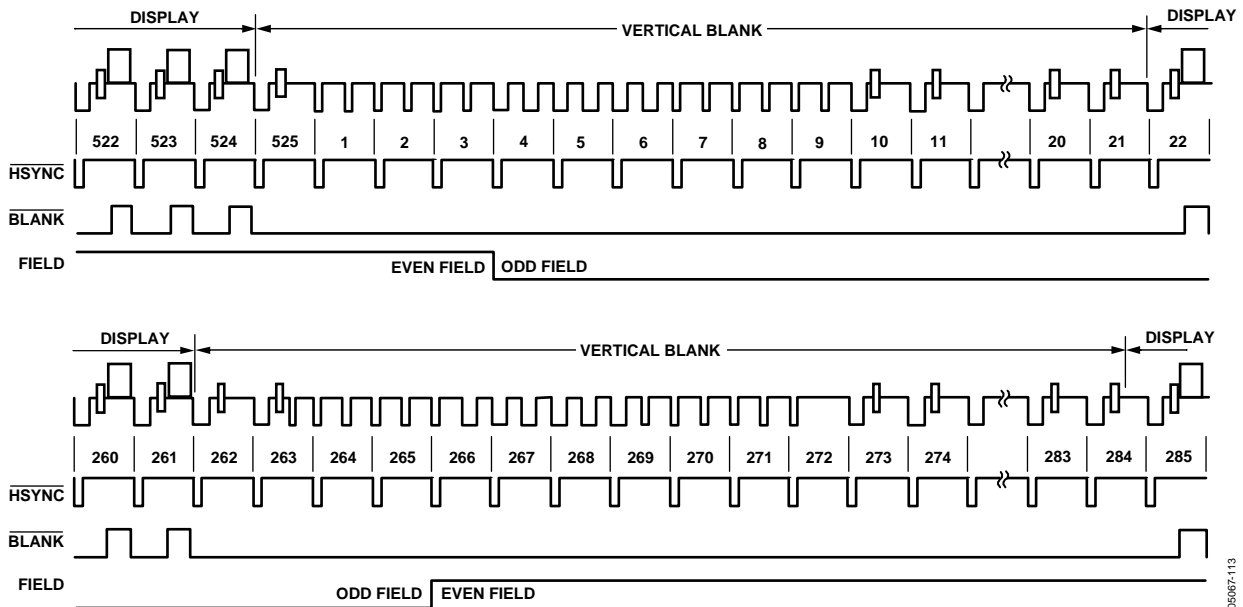 DISPLAY VERTICAL BLANK DISPLAY
522 523 524 525 1 2 3 4 5 6 7 8 9 10 11 20 21 22
HSYNC
BLANK
FIELD EVEN FIELD ODD FIELD
DISPLAY VERTICAL BLANK DISPLAY
260 261 262 263 264 265 266 267 268 269 270 271 272 273 274 283 284 285
HSYNC
BLANK
FIELD ODD FIELD EVEN FIELD
05067-113